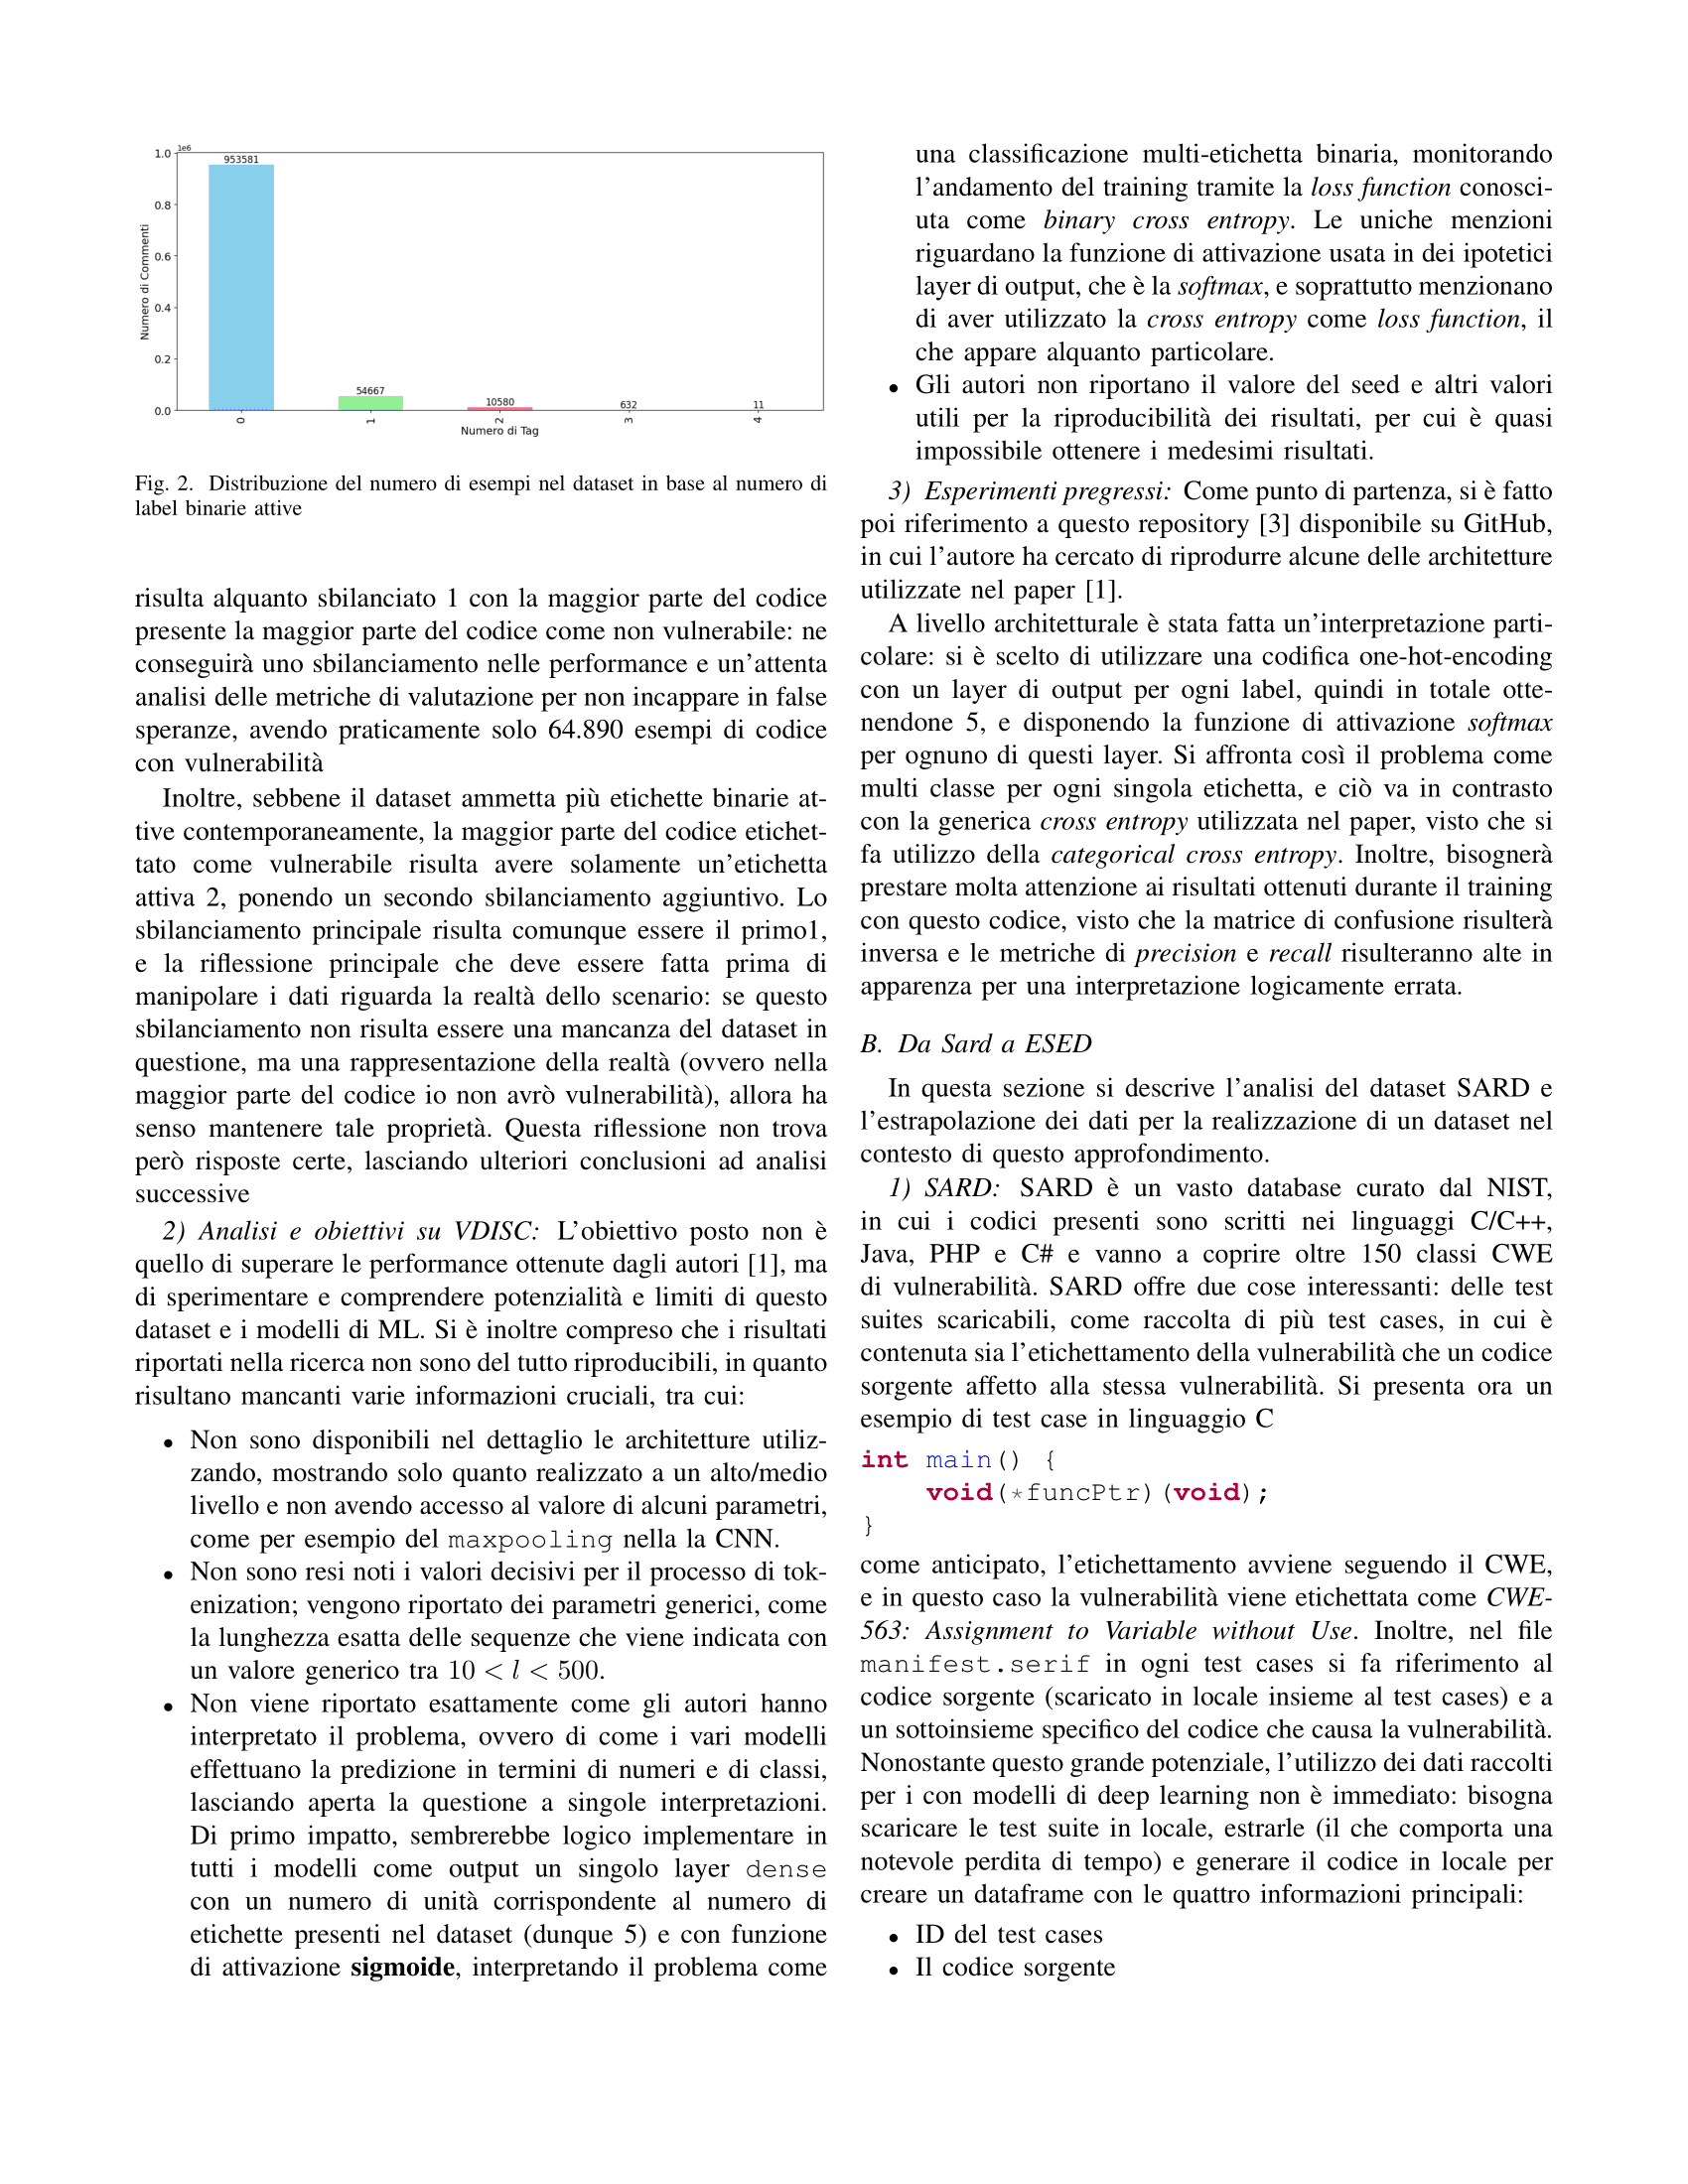 1e6
1.0
0.8
0.6
0.4
0.2
0.0
Numero di Commenti
953581
54667
10580
632
11
0
1
2
3
4
Numero di Tag
Fig. 2. Distribuzione del numero di esempi nel dataset in base al numero di
label binarie attive
risulta alquanto sbilanciato 1 con la maggior parte del codice
presente la maggior parte del codice come non vulnerabile: ne
conseguirà uno sbilanciamento nelle performance e un'attenta
analisi delle metriche di valutazione per non incappare in false
speranze, avendo praticamente solo 64.890 esempi di codice
con vulnerabilità
Inoltre, sebbene il dataset ammetta più etichette binarie at-
tive contemporaneamente, la maggior parte del codice etichet-
tato come vulnerabile risulta avere solamente un'etichetta
attiva 2, ponendo un secondo sbilanciamento aggiuntivo. Lo
sbilanciamento principale risulta comunque essere il primo1,
e la riflessione principale che deve essere fatta prima di
manipolare i dati riguarda la realtà dello scenario: se questo
sbilanciamento non risulta essere una mancanza del dataset in
questione, ma una rappresentazione della realtà (ovvero nella
maggior parte del codice io non avrò vulnerabilità), allora ha
senso mantenere tale proprietà. Questa riflessione non trova
però risposte certe, lasciando ulteriori conclusioni ad analisi
successive
2) Analisi e obiettivi su VDISC: L'obiettivo posto non è
quello di superare le performance ottenute dagli autori [1], ma
di sperimentare e comprendere potenzialità e limiti di questo
dataset e i modelli di ML. Si è inoltre compreso che i risultati
riportati nella ricerca non sono del tutto riproducibili, in quanto
risultano mancanti varie informazioni cruciali, tra cui:
• Non sono disponibili nel dettaglio le architetture utiliz-
zando, mostrando solo quanto realizzato a un alto/medio
livello e non avendo accesso al valore di alcuni parametri,
come per esempio del maxpooling nella la CNN.
• Non sono resi noti i valori decisivi per il processo di tok-
enization; vengono riportato dei parametri generici, come
la lunghezza esatta delle sequenze che viene indicata con
un valore generico tra 10 < l < 500.
• Non viene riportato esattamente come gli autori hanno
interpretato il problema, ovvero di come i vari modelli
effettuano la predizione in termini di numeri e di classi,
lasciando aperta la questione a singole interpretazioni.
Di primo impatto, sembrerebbe logico implementare in
tutti i modelli come output un singolo layer dense
con un numero di unità corrispondente al numero di
etichette presenti nel dataset (dunque 5) e con funzione
di attivazione sigmoide, interpretando il problema come
una classificazione multi-etichetta binaria, monitorando
l'andamento del training tramite la loss function conosci-
uta come binary cross entropy. Le uniche menzioni
riguardano la funzione di attivazione usata in dei ipotetici
layer di output, che è la softmax, e soprattutto menzionano
di aver utilizzato la cross entropy come loss function, il
che appare alquanto particolare.
• Gli autori non riportano il valore del seed e altri valori
utili per la riproducibilità dei risultati, per cui è quasi
impossibile ottenere i medesimi risultati.
3) Esperimenti pregressi: Come punto di partenza, si è fatto
poi riferimento a questo repository [3] disponibile su GitHub,
in cui l'autore ha cercato di riprodurre alcune delle architetture
utilizzate nel paper [1].
A livello architetturale è stata fatta un'interpretazione parti-
colare: si è scelto di utilizzare una codifica one-hot-encoding
con un layer di output per ogni label, quindi in totale otte-
nendone 5, e disponendo la funzione di attivazione softmax
per ognuno di questi layer. Si affronta così il problema come
multi classe per ogni singola etichetta, e ciò va in contrasto
con la generica cross entropy utilizzata nel paper, visto che si
fa utilizzo della categorical cross entropy. Inoltre, bisognerà
prestare molta attenzione ai risultati ottenuti durante il training
con questo codice, visto che la matrice di confusione risulterà
inversa e le metriche di precision e recall risulteranno alte in
apparenza per una interpretazione logicamente errata.
B. Da Sard a ESED
In questa sezione si descrive l'analisi del dataset SARD e
l'estrapolazione dei dati per la realizzazione di un dataset nel
contesto di questo approfondimento.
1) SARD: SARD è un vasto database curato dal NIST,
in cui i codici presenti sono scritti nei linguaggi C/C++,
Java, PHP e C# e vanno a coprire oltre 150 classi CWE
di vulnerabilità. SARD offre due cose interessanti: delle test
suites scaricabili, come raccolta di più test cases, in cui è
contenuta sia l'etichettamento della vulnerabilità che un codice
sorgente affetto alla stessa vulnerabilità. Si presenta ora un
esempio di test case in linguaggio C
int main() {
    void(*funcPtr)(void);
}
come anticipato, l'etichettamento avviene seguendo il CWE,
e in questo caso la vulnerabilità viene etichettata come CWE-
563: Assignment to Variable without Use. Inoltre, nel file
manifest.serif in ogni test cases si fa riferimento al
codice sorgente (scaricato in locale insieme al test cases) e a
un sottoinsieme specifico del codice che causa la vulnerabilità.
Nonostante questo grande potenziale, l'utilizzo dei dati raccolti
per i con modelli di deep learning non è immediato: bisogna
scaricare le test suite in locale, estrarle (il che comporta una
notevole perdita di tempo) e generare il codice in locale per
creare un dataframe con le quattro informazioni principali:
• ID del test cases
• Il codice sorgente